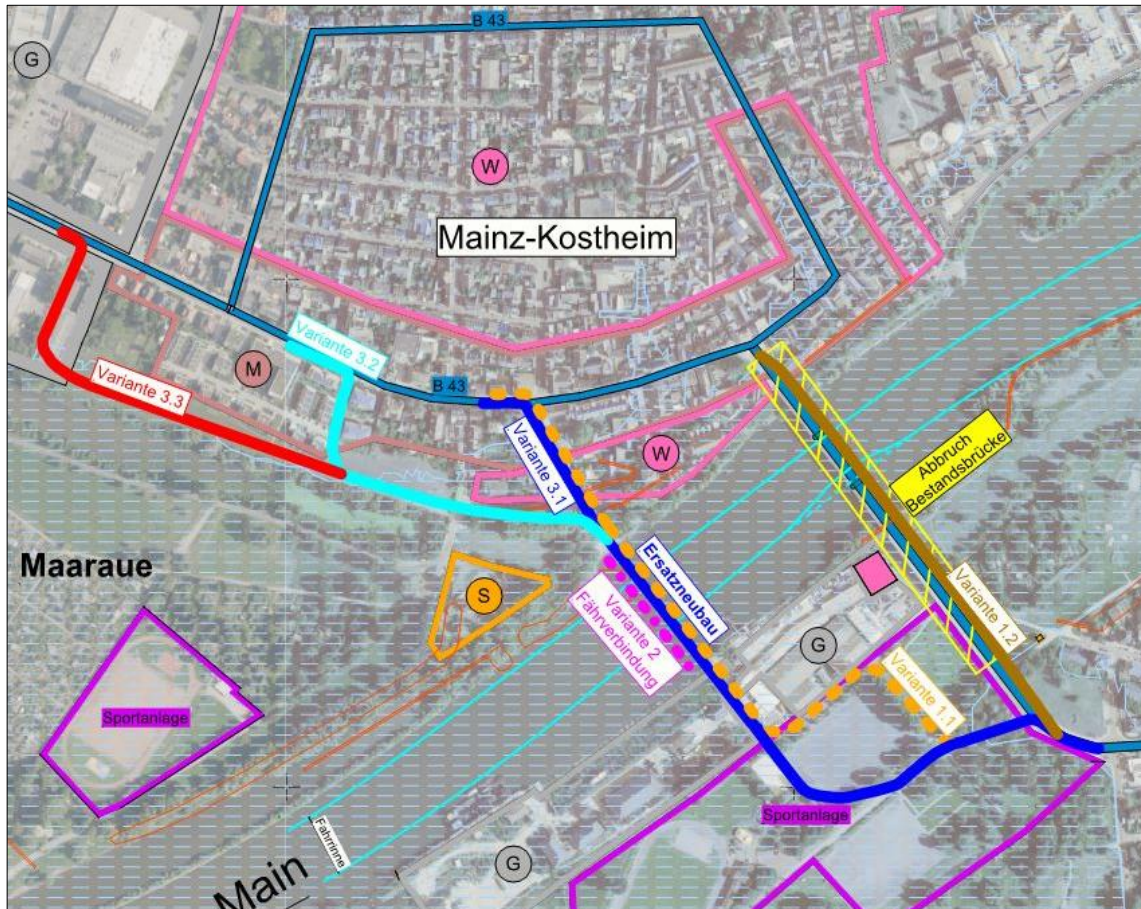 B 43
G
W
Mainz-Kostheim
Variante 3.2
M
Variante 3.3
B 43
Variante 3.1
W
Abbruch
Bestandsbrücke
Maaraue
S
Ersatzneubau
Variante 2
Fährverbindung
Variante 1.2
G
Variante 1.1
Sportanlage
Sportanlage
Fahrrinne
G
Main